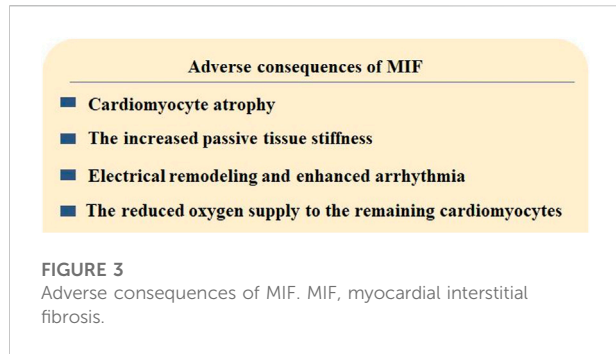 Adverse consequences of MIF
Cardiomyocyte atrophy
The increased passive tissue stiffness
Electrical remodeling and enhanced arrhythmia
The reduced oxygen supply to the remaining cardiomyocytes
FIGURE 3
Adverse consequences of MIF. MIF, myocardial interstitial
fibrosis.